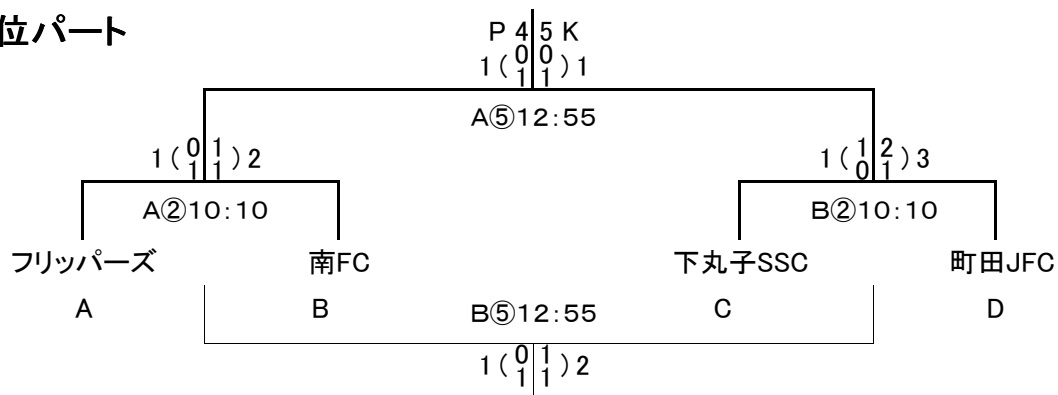 位パート
P 4 5 K
1 ( 0 0 ) 1
1 1
A⑤12:55
1 ( 0 1 ) 2
1 1
1 ( 1 2 ) 3
0 1
A②10:10
B②10:10
フリッパーズ 南FC 下丸子SSC 町田JFC
A B C D
B⑤12:55
1 ( 0 1 ) 2
1 1